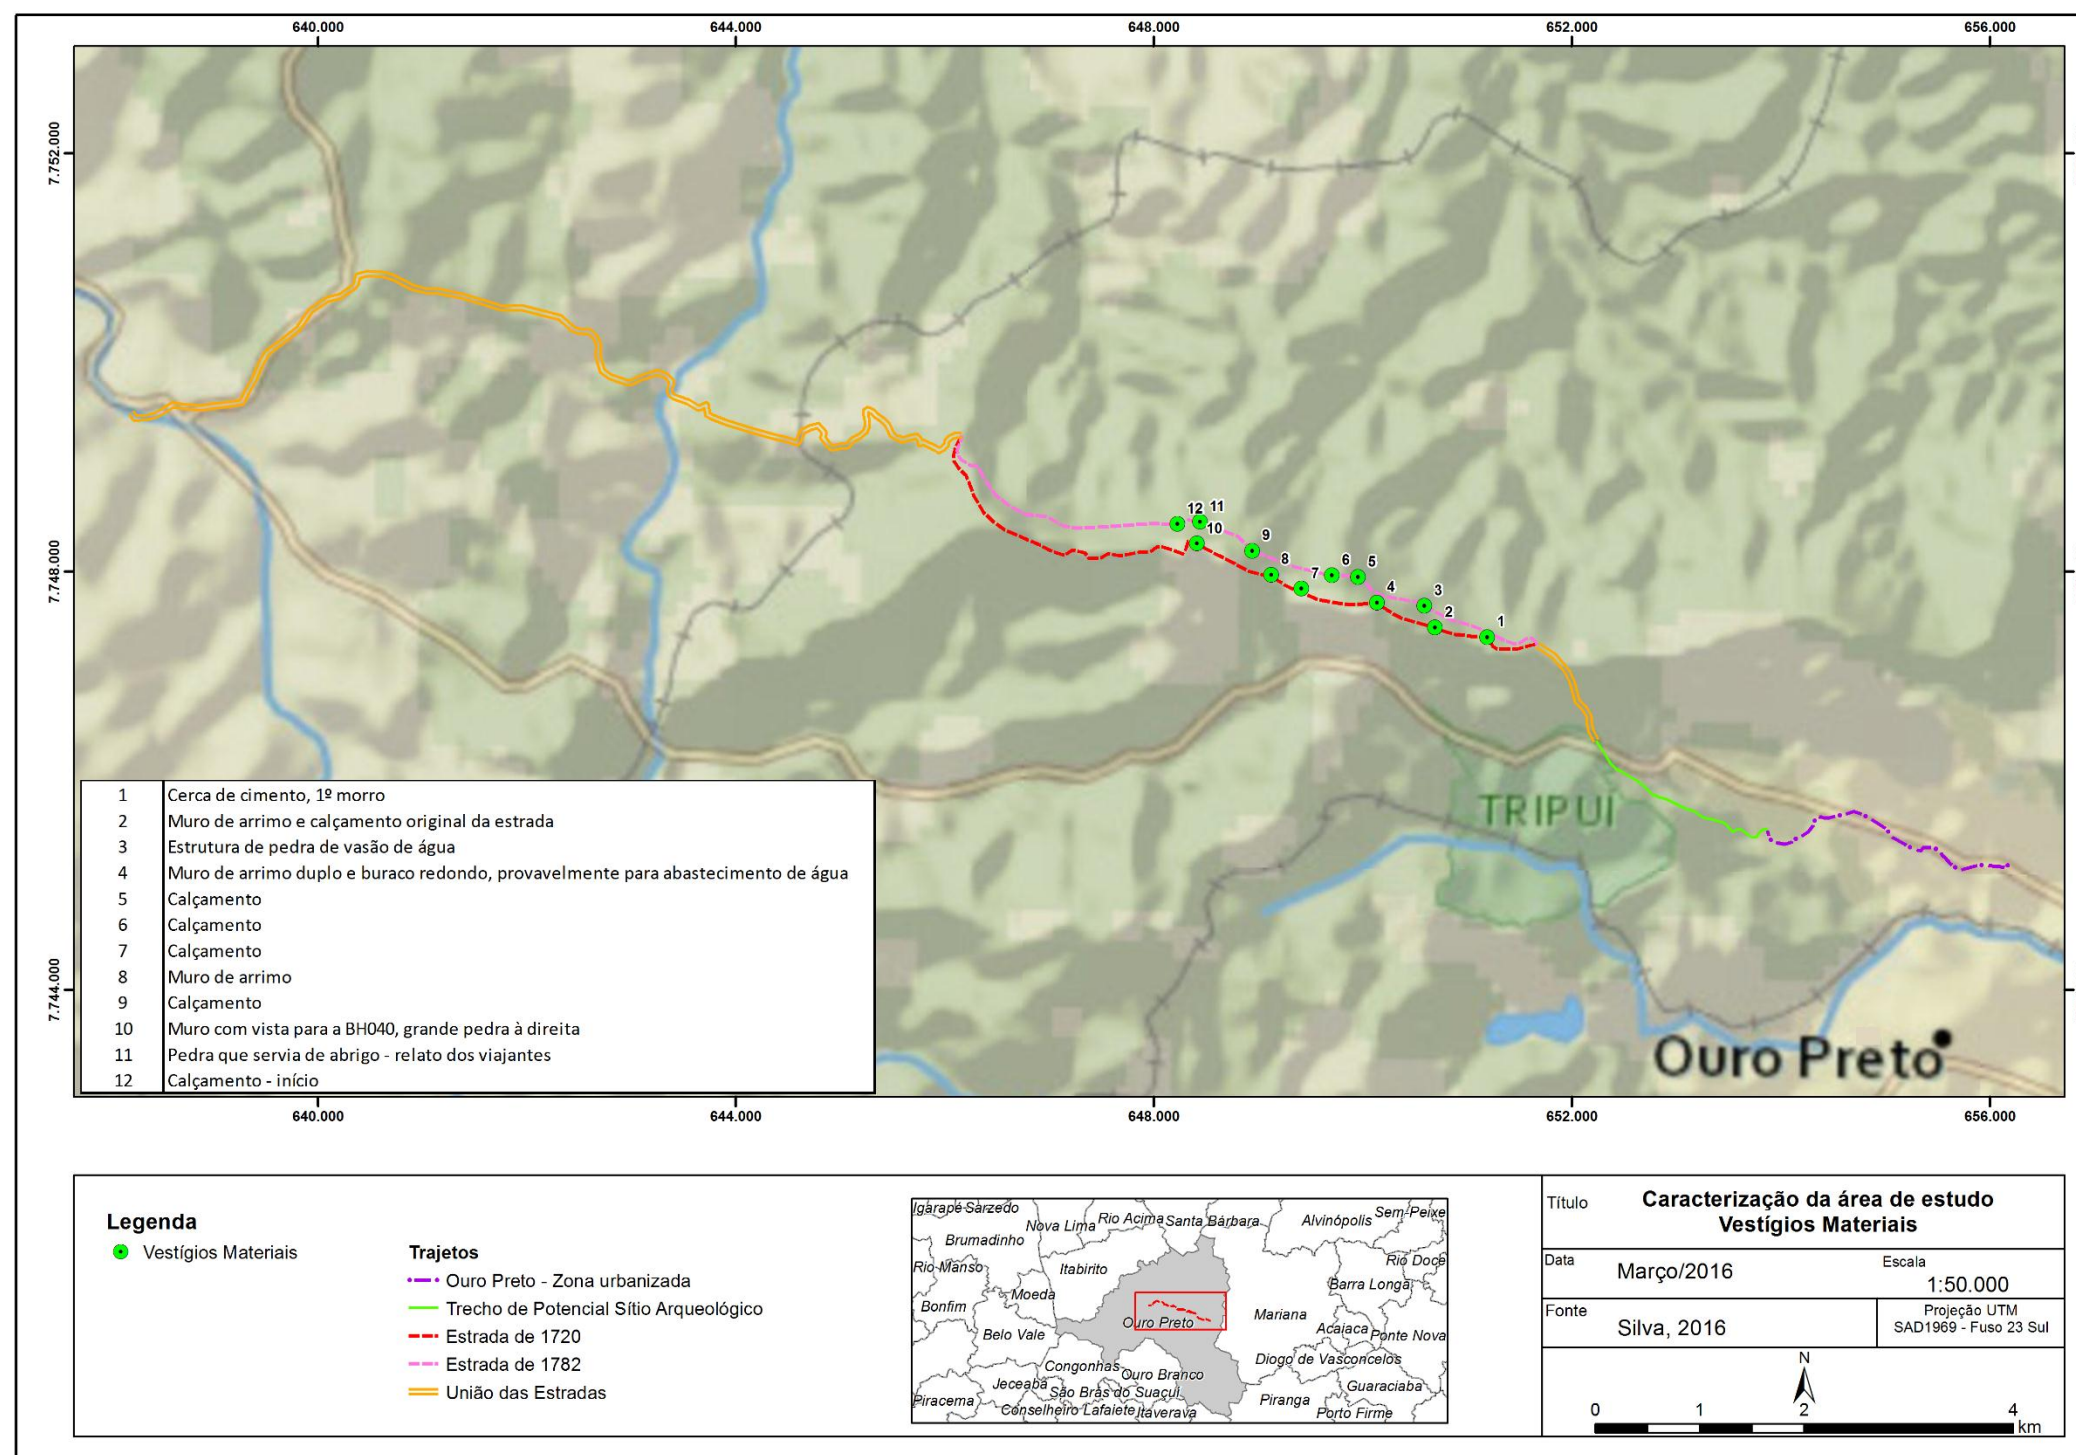 640.000 644.000 648.000 652.000 656.000
7.752.000
7.748.000
7.744.000
12 11
10
9
8
7
6
5
4
3
2
1
TRIPUÍ
Ouro Preto
1 Cerca de cimento, 1º morro
2 Muro de arrimo e calçamento original da estrada
3 Estrutura de pedra de vasão de água
4 Muro de arrimo duplo e buraco redondo, provavelmente para abastecimento de água
5 Calçamento
6 Calçamento
7 Calçamento
8 Muro de arrimo
9 Calçamento
10 Muro com vista para a BH040, grande pedra à direita
11 Pedra que servia de abrigo - relato dos viajantes
12 Calçamento - início
640.000 644.000 648.000 652.000 656.000
Legenda
Vestígios Materiais
Trajetos
Ouro Preto - Zona urbanizada
Trecho de Potencial Sítio Arqueológico
Estrada de 1720
Estrada de 1782
União das Estradas
Igarapé Sarzedo
Nova Lima Rio Acima Santa Bárbara Alvinópolis Sem-Peixe
Brumadinho
Rio Manso Itabirito Rio Doce
Moeda Barra Longa
Bonfim Mariana
Ouro Preto
Belo Vale Acaiaca Ponte Nova
Congonhas Diogo de Vasconcelos
Ouro Branco
Jeceaba São Brás do Suaçuí Guaraciaba
Piracema Piranga
Conselheiro Lafaiete Itaverava Porto Firme
Título Caracterização da área de estudo
Vestígios Materiais
Data Março/2016
Escala 1:50.000
Fonte Silva, 2016
Projeção UTM
SAD1969 - Fuso 23 Sul
N
0 1 2 4
km